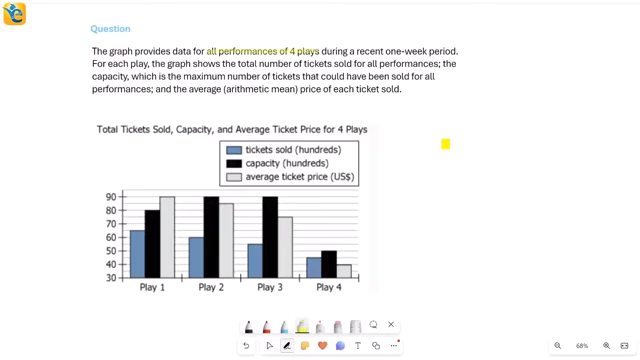 Question
The graph provides data for all performances of 4 plays during a recent one-week period.
For each play, the graph shows the total number of tickets sold for all performances; the
capacity, which is the maximum number of tickets that could have been sold for all
performances; and the average (arithmetic mean) price of each ticket sold.
Total Tickets Sold, Capacity, and Average Ticket Price for 4 Plays
tickets sold (hundreds)
capacity (hundreds)
average ticket price (US$)
90
80
70
60
50
40
30
Play 1 Play 2 Play 3 Play 4
68%